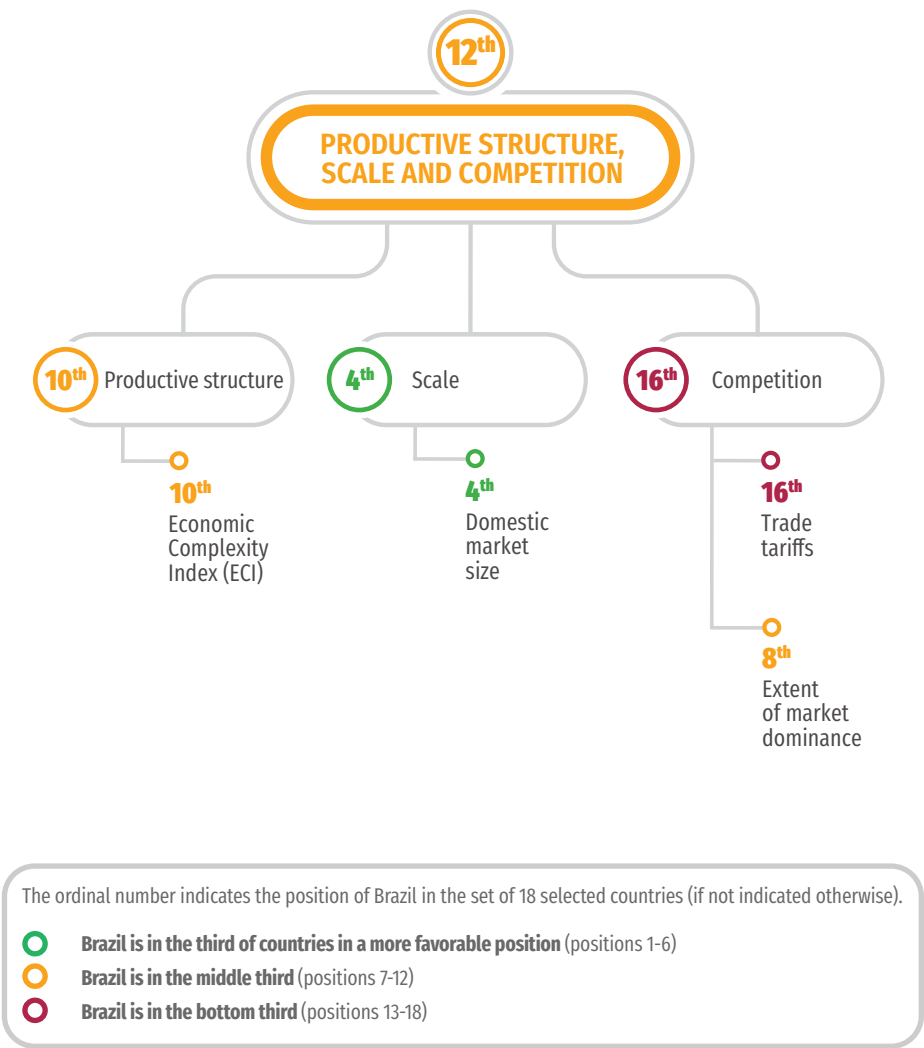 12th
PRODUCTIVE STRUCTURE,
SCALE AND COMPETITION
10th Productive structure
4th Scale
16th Competition
10th
Economic
Complexity
Index (ECI)
4th
Domestic
market
size
16th
Trade
tariffs
8th
Extent
of market
dominance
The ordinal number indicates the position of Brazil in the set of 18 selected countries (if not indicated otherwise).
Brazil is in the third of countries in a more favorable position (positions 1-6)
Brazil is in the middle third (positions 7-12)
Brazil is in the bottom third (positions 13-18)